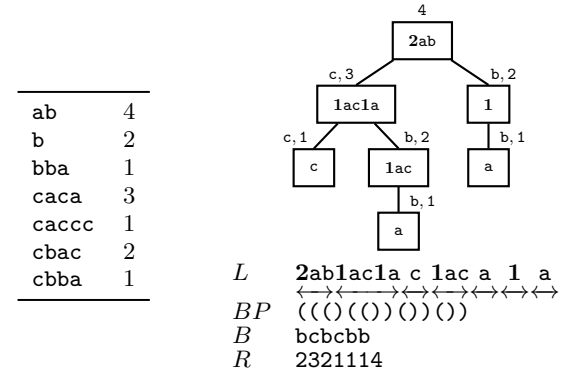 ab 4
b 2
bba 1
caca 3
caccc 1
cbac 2
cbba 1
4
2ab
c, 3
b, 2
1ac1a
1
c, 1
b, 2
b, 1
c
1ac
a
b, 1
a
L 2ab1ac1a c 1ac a 1 a
BP ((()(())())())
B bcbcbb
R 2321114